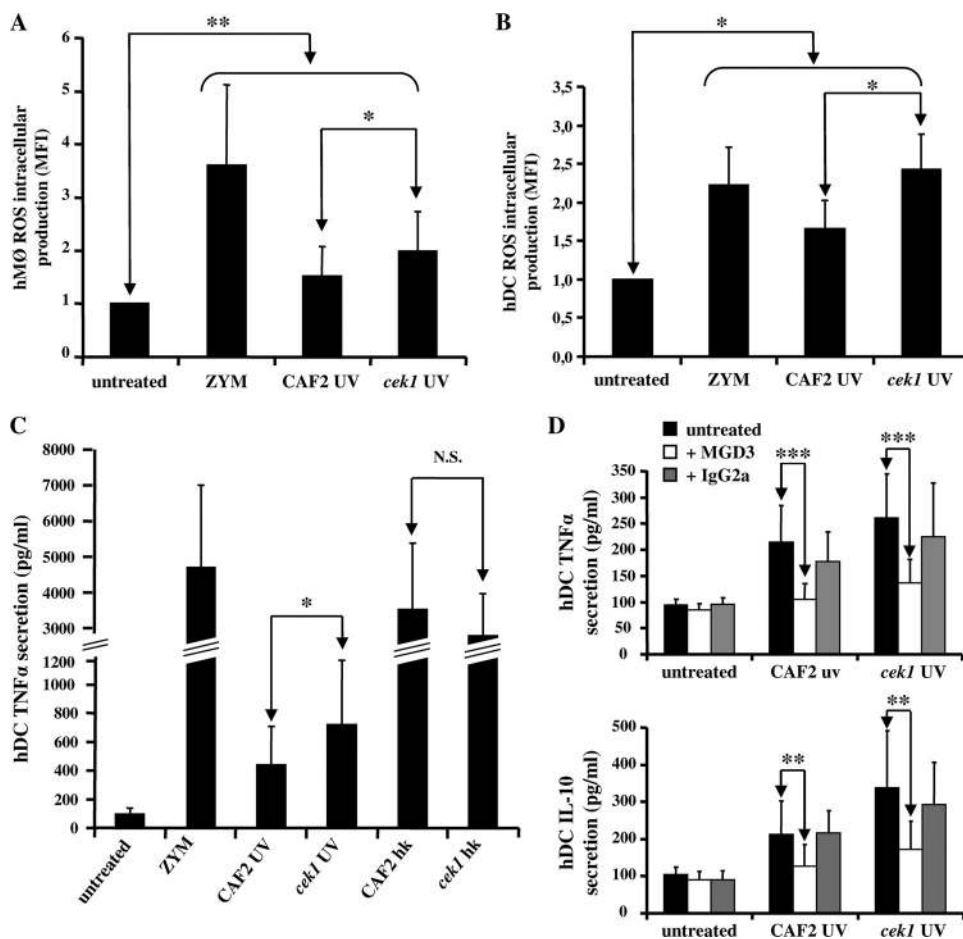 A
**
*
hMØ ROS intracellular
production (MFI)
6
5
4
3
2
1
0
untreated ZYM CAF2 UV cek1 UV
B
*
*
hDC ROS intracellular
production (MFI)
3,5
3,0
2,5
2,0
1,5
1,0
0,5
0,0
untreated ZYM CAF2 UV cek1 UV
C
N.S.
*
hDC TNFα secretion (pg/ml)
8000
7000
6000
5000
4000
3000
1200
1000
800
600
400
200
0
untreated
ZYM
CAF2 UV
cek1 UV
CAF2 hk
cek1 hk
D
untreated
+ MGD3
+ IgG2a
***
***
hDC TNFα
secretion (pg/ml)
350
300
250
200
150
100
50
0
untreated CAF2 uv cek1 UV
**
**
hDC IL-10
secretion (pg/ml)
500
400
300
200
100
0
untreated CAF2 UV cek1 UV